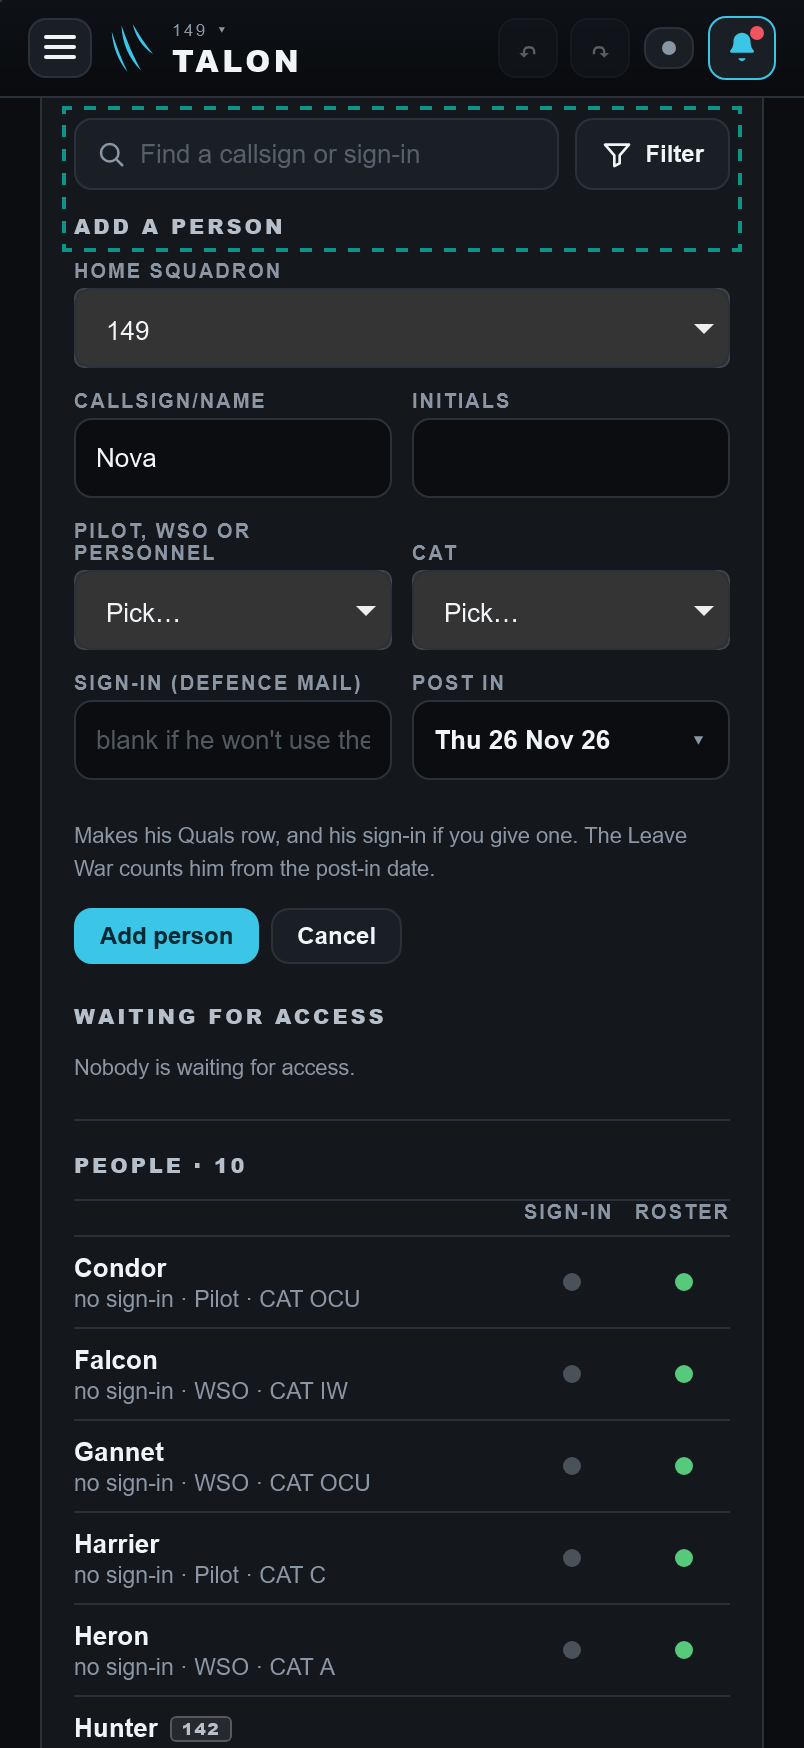 149 ▾
TALON
Find a callsign or sign-in
Filter
ADD A PERSON
HOME SQUADRON
149
CALLSIGN/NAME
INITIALS
Nova
PILOT, WSO OR
PERSONNEL
CAT
Pick...
Pick...
SIGN-IN (DEFENCE MAIL)
POST IN
blank if he won't use the
Thu 26 Nov 26 ▾
Makes his Quals row, and his sign-in if you give one. The Leave
War counts him from the post-in date.
Add person
Cancel
WAITING FOR ACCESS
Nobody is waiting for access.
PEOPLE · 10
SIGN-IN ROSTER
Condor
no sign-in · Pilot · CAT OCU
Falcon
no sign-in · WSO · CAT IW
Gannet
no sign-in · WSO · CAT OCU
Harrier
no sign-in · Pilot · CAT C
Heron
no sign-in · WSO · CAT A
Hunter 142